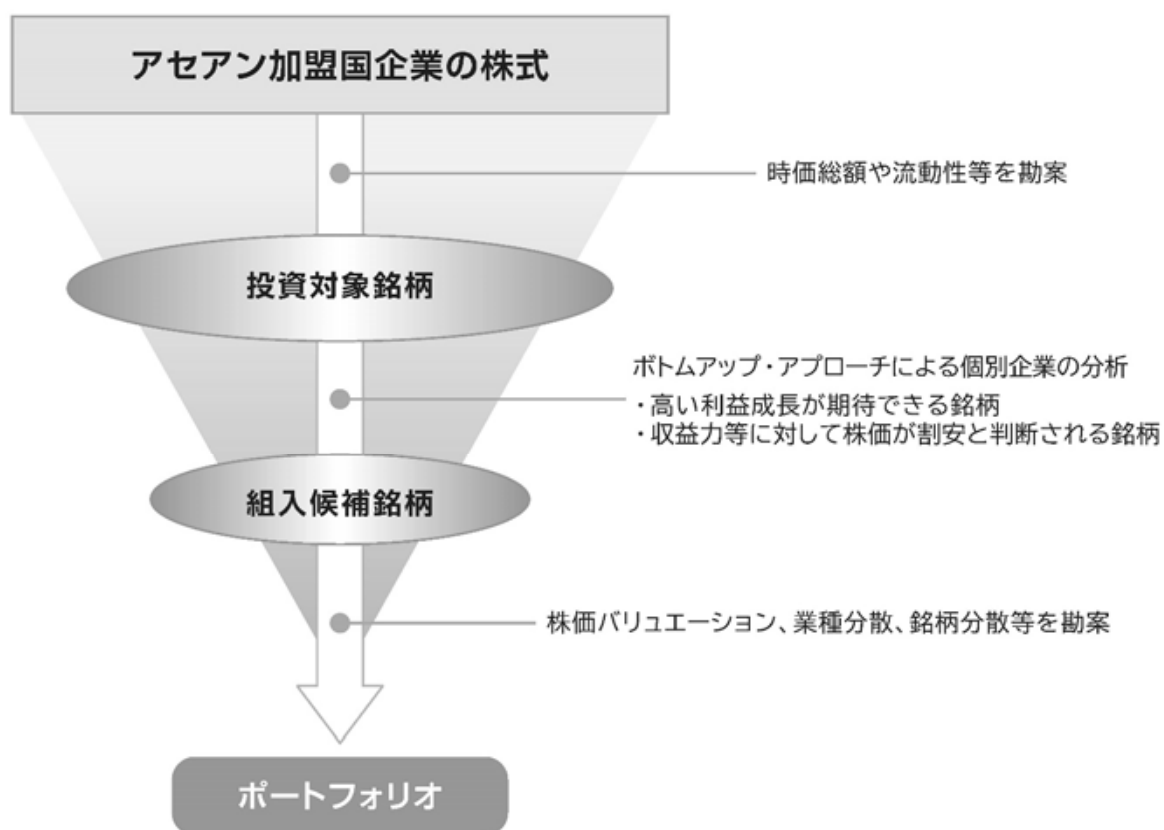 アセアン加盟国企業の株式
時価総額や流動性等を勘案
投資対象銘柄
ボトムアップ・アプローチによる個別企業の分析
・高い利益成長が期待できる銘柄
・収益力等に対して株価が割安と判断される銘柄
組入候補銘柄
株価バリュエーション、業種分散、銘柄分散等を勘案
ポートフォリオ